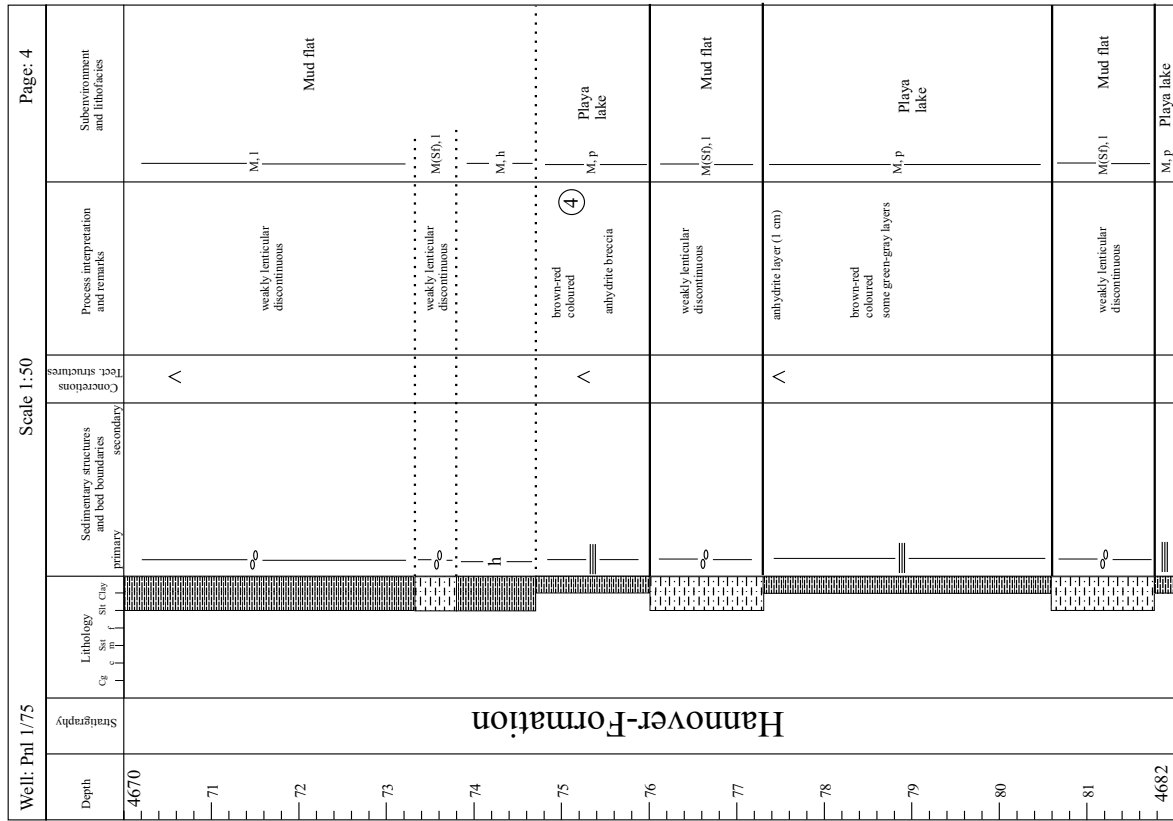 Well: Pnl 1/75
Scale 1:50
Page: 4
Depth
Stratigraphy
Lithology
Cg
c
Sst
m
f
Slt
Clay
Sedimentary structures
and bed boundaries
primary
secondary
Concretions
Tect. structures
Process interpretation
and remarks
Subenvironment
and lithofacies
4670
71
72
73
74
75
76
77
78
79
80
81
4682
Hannover-Formation
h
weakly lenticular
discontinuous
M, l
Mud flat
weakly lenticular
discontinuous
M(Sf), l
M, h
brown-red
coloured
anhydrite breccia
4
M, p
Playa
lake
weakly lenticular
discontinuous
M(Sf), l
Mud flat
anhydrite layer (1 cm)
brown-red
coloured
some green-gray layers
M, p
Playa
lake
weakly lenticular
discontinuous
M(Sf), l
Mud flat
M, p
Playa lake